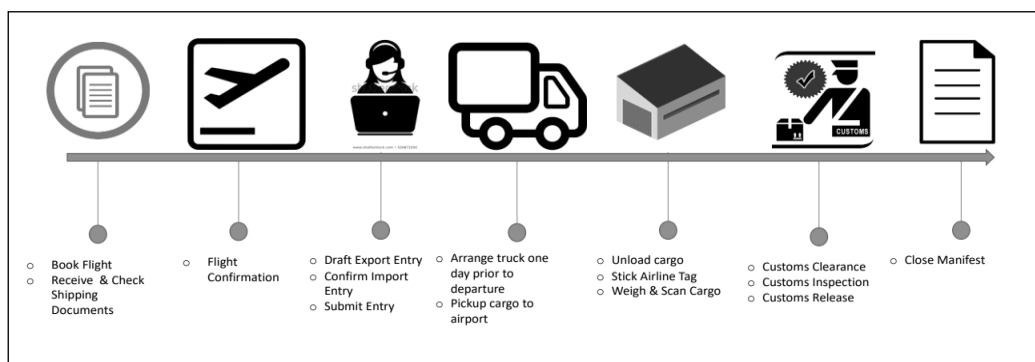 CUSTOMS
○ Book Flight
○ Receive & Check
Shipping
Documents
○ Flight
Confirmation
○ Draft Export Entry
○ Confirm Import
Entry
○ Submit Entry
○ Arrange truck one
day prior to
departure
○ Pickup cargo to
airport
○ Unload cargo
○ Stick Airline Tag
○ Weigh & Scan Cargo
○ Customs Clearance
○ Customs Inspection
○ Customs Release
○ Close Manifest